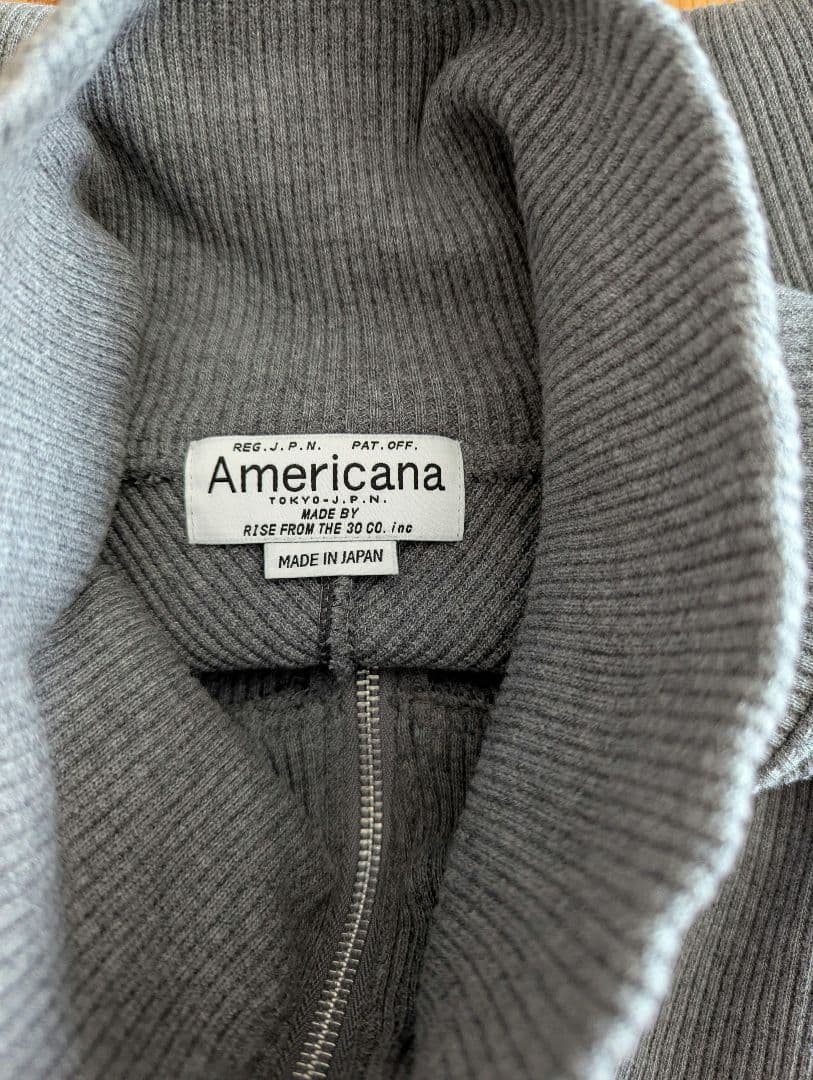 REG. J.P.N. PAT. OFF.
Americana
TOKYO-J.P.N.
MADE BY
RISE FROM THE 30 CO. inc
MADE IN JAPAN